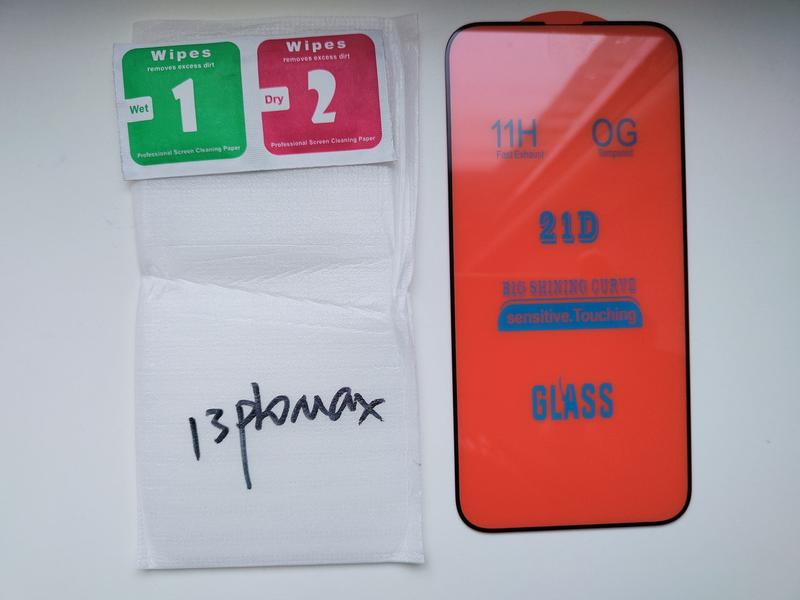 Wipes
removes excess dirt
Wet
1
Professional Screen Cleaning Paper
Wipes
removes excess dirt
Dry
2
Professional Screen Cleaning Paper
13promax
11H
Fast Exhaust
OG
Tempered
21D
BIG SHINING CURVE
sensitive.Touching
GLASS